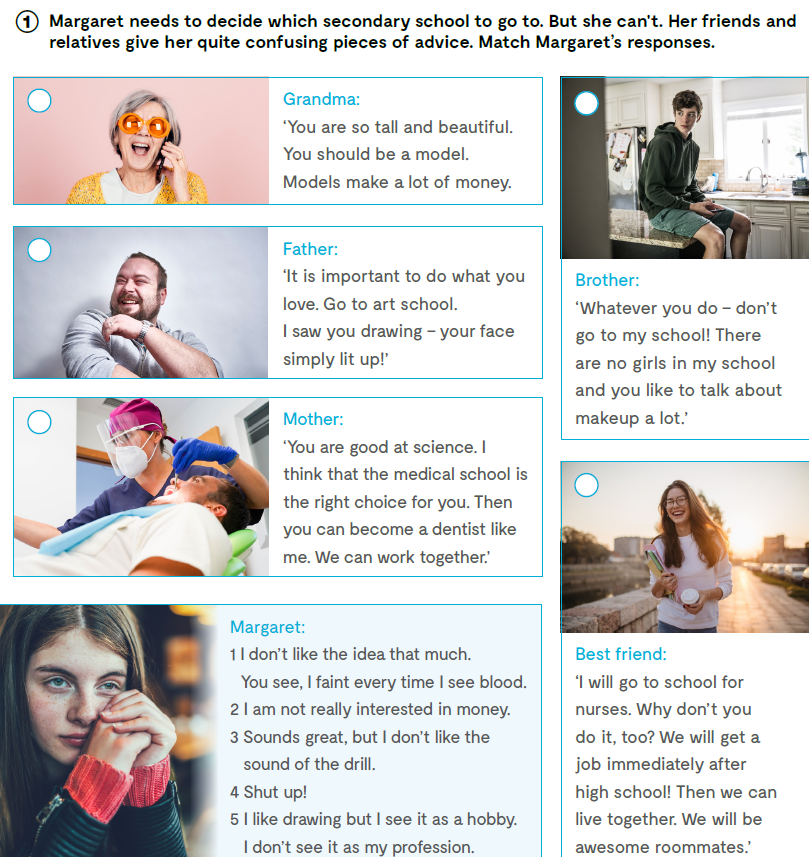 1 Margaret needs to decide which secondary school to go to. But she can't. Her friends and
relatives give her quite confusing pieces of advice. Match Margaret's responses.
Grandma:
‘You are so tall and beautiful.
You should be a model.
Models make a lot of money.
Father:
‘It is important to do what you
love. Go to art school.
I saw you drawing – your face
simply lit up!’
Mother:
‘You are good at science. I
think that the medical school is
the right choice for you. Then
you can become a dentist like
me. We can work together.’
Brother:
‘Whatever you do – don’t
go to my school! There
are no girls in my school
and you like to talk about
makeup a lot.’
Best friend:
‘I will go to school for
nurses. Why don’t you
do it, too? We will get a
job immediately after
high school! Then we can
live together. We will be
awesome roommates.’
Margaret:
1 I don’t like the idea that much.
You see, I faint every time I see blood.
2 I am not really interested in money.
3 Sounds great, but I don’t like the
sound of the drill.
4 Shut up!
5 I like drawing but I see it as a hobby.
I don’t see it as my profession.